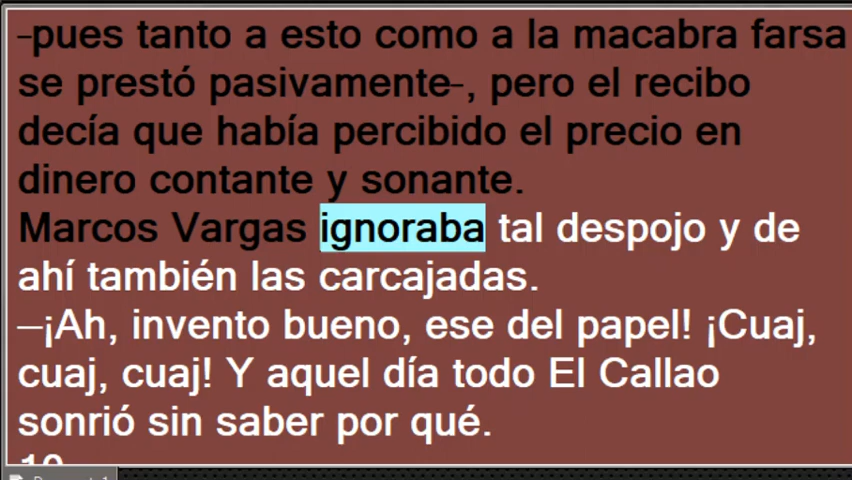 –pues tanto a esto como a la macabra farsa
se prestó pasivamente–, pero el recibo
decía que había percibido el precio en
dinero contante y sonante.
Marcos Vargas ignoraba tal despojo y de
ahí también las carcajadas.
—¡Ah, invento bueno, ese del papel! ¡Cuaj,
cuaj, cuaj! Y aquel día todo El Callao
sonrió sin saber por qué.
10